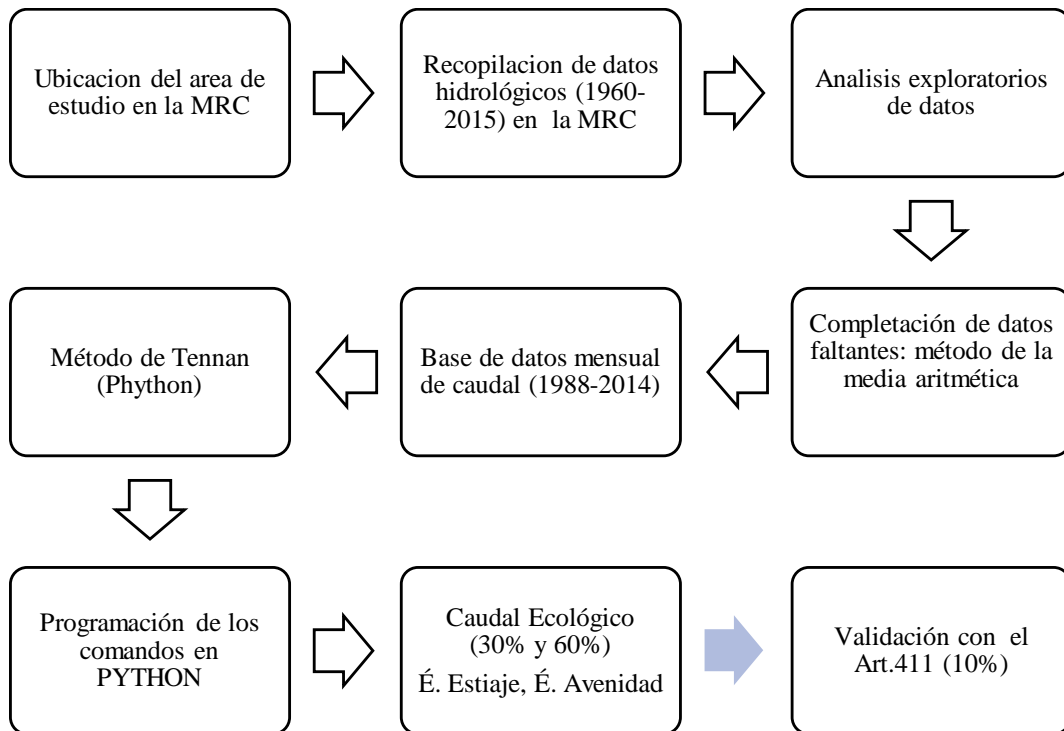 Ubicacion del area de
estudio en la MRC
Recopilacion de datos
hidrológicos (1960-
2015) en la MRC
Analisis exploratorios
de datos
Completación de datos
faltantes: método de la
media aritmética
Base de datos mensual
de caudal (1988-2014)
Método de Tennan
(Phython)
Programación de los
comandos en
PYTHON
Caudal Ecológico
(30% y 60%)
É. Estiaje, É. Avenidad
Validación con el
Art.411 (10%)